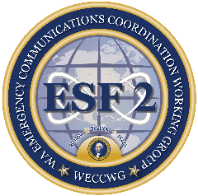 WA EMERGENCY COMMUNICATIONS COORDINATION WORKING GROUP
ESF 2
WECCWG